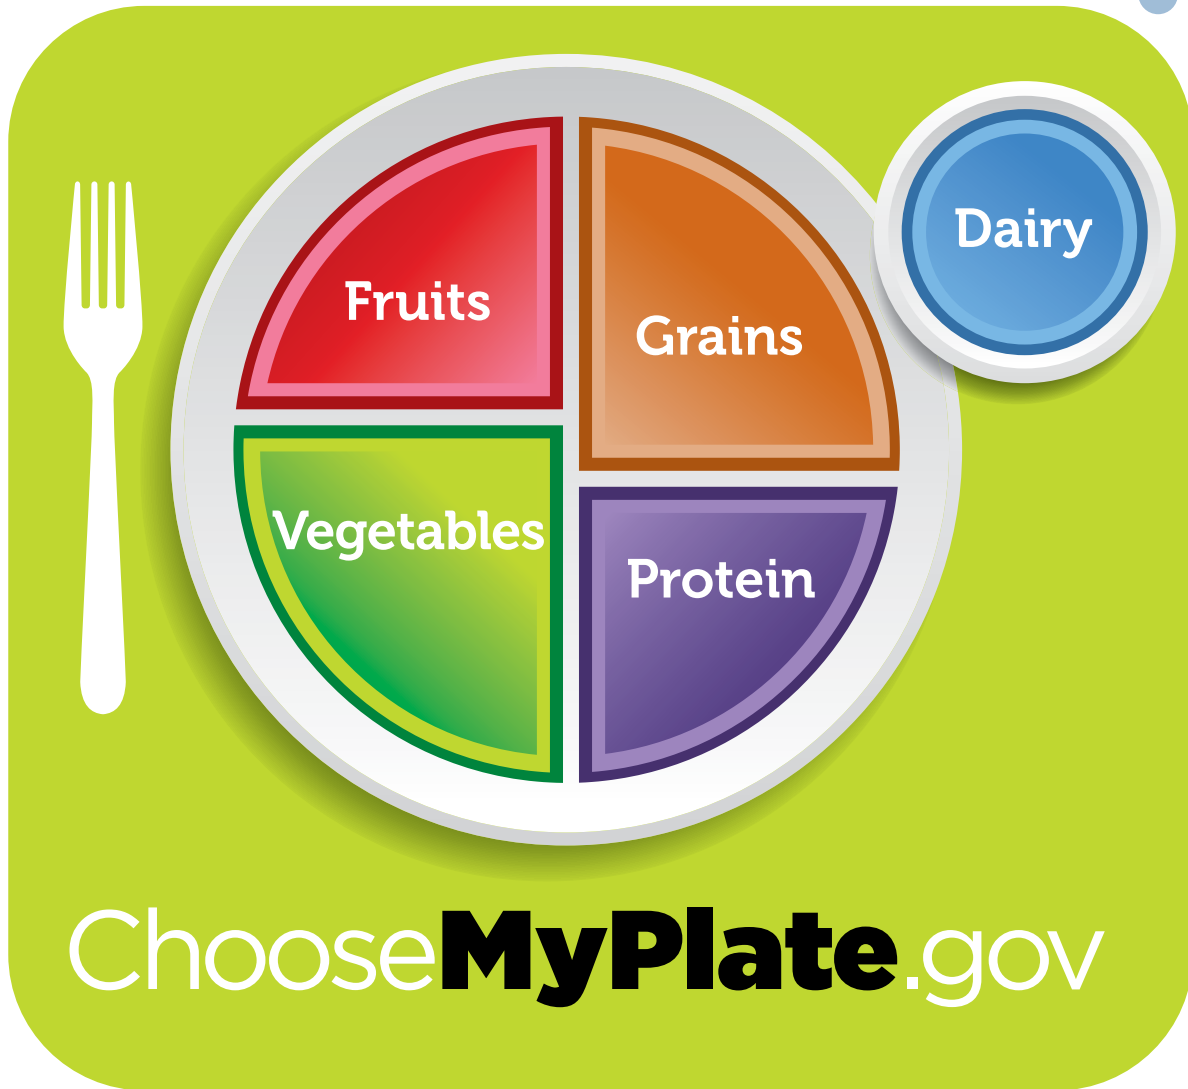 Fruits
Grains
Dairy
Vegetables
Protein
ChooseMyPlate.gov